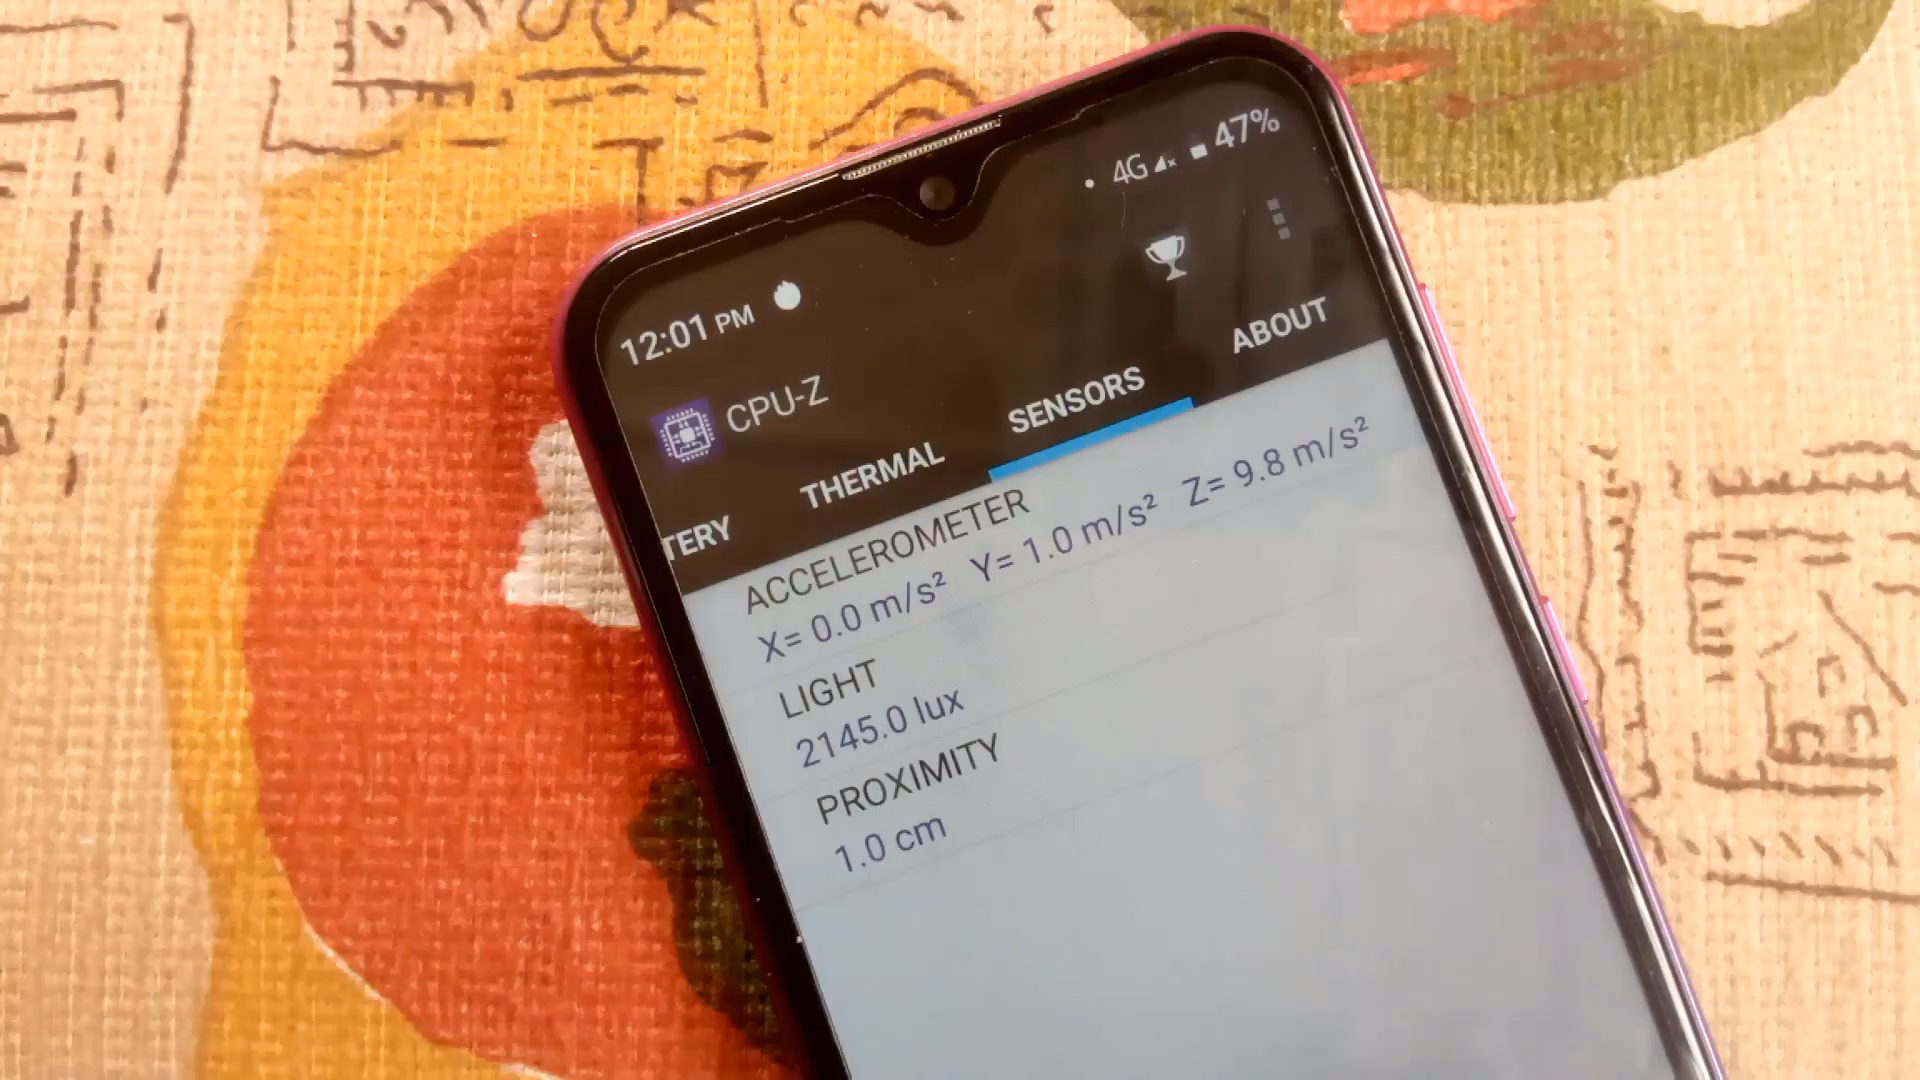 12:01 PM
4G 47%
CPU-Z
TERY THERMAL SENSORS ABOUT
ACCELEROMETER
X= 0.0 m/s² Y= 1.0 m/s² Z= 9.8 m/s²
LIGHT
2145.0 lux
PROXIMITY
1.0 cm